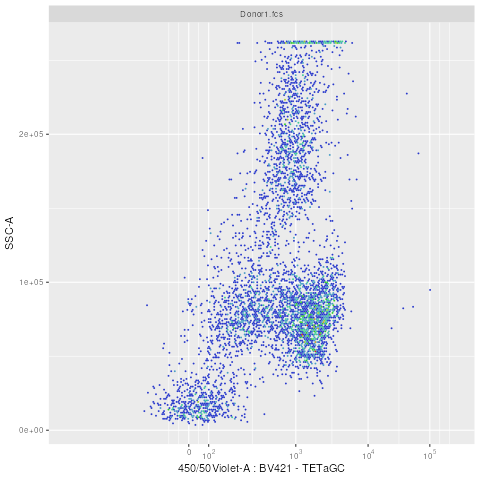 Donor1.fcs
SSC-A
2e+05
1e+05
0e+00
0 10² 10³ 10⁴ 10⁵
450/50Violet-A : BV421 - TETaGC